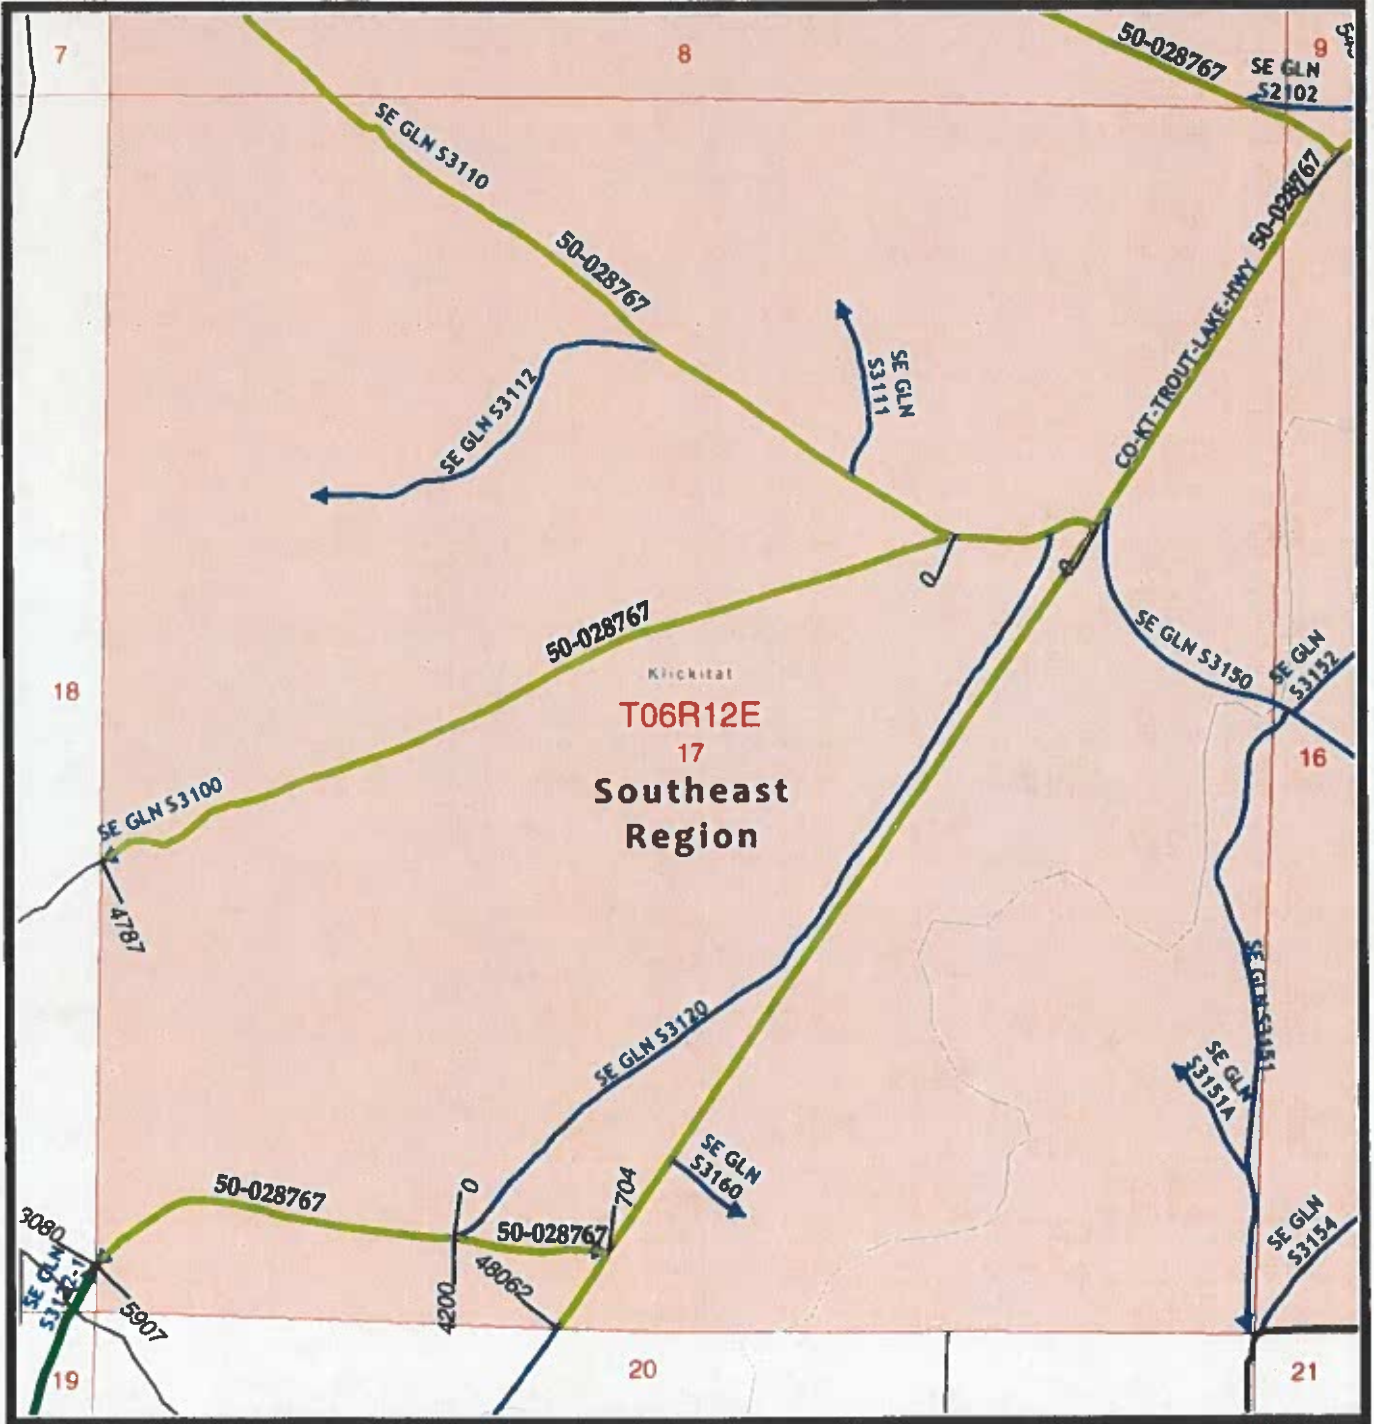 7
8
50-028767
9
SE GLN
S2102
SE GLN S3110
50-028767
50-028767
CO-KT-TROUT-LAKE-HWY
SE GLN
S3111
SE GLN S3112
0
0
50-028767
SE GLN S3150
SE GLN
S3152
Klickitat
18
T06R12E
17
16
Southeast
Region
SE GLN S3100
4787
SE GLN S3151
SE GLN S3120
SE GLN
S3151A
SE GLN
S3160
704
0
50-028767
50-028767
3080
SE GLN
S3154
SE GLN
48062
4200
5907
19
20
21